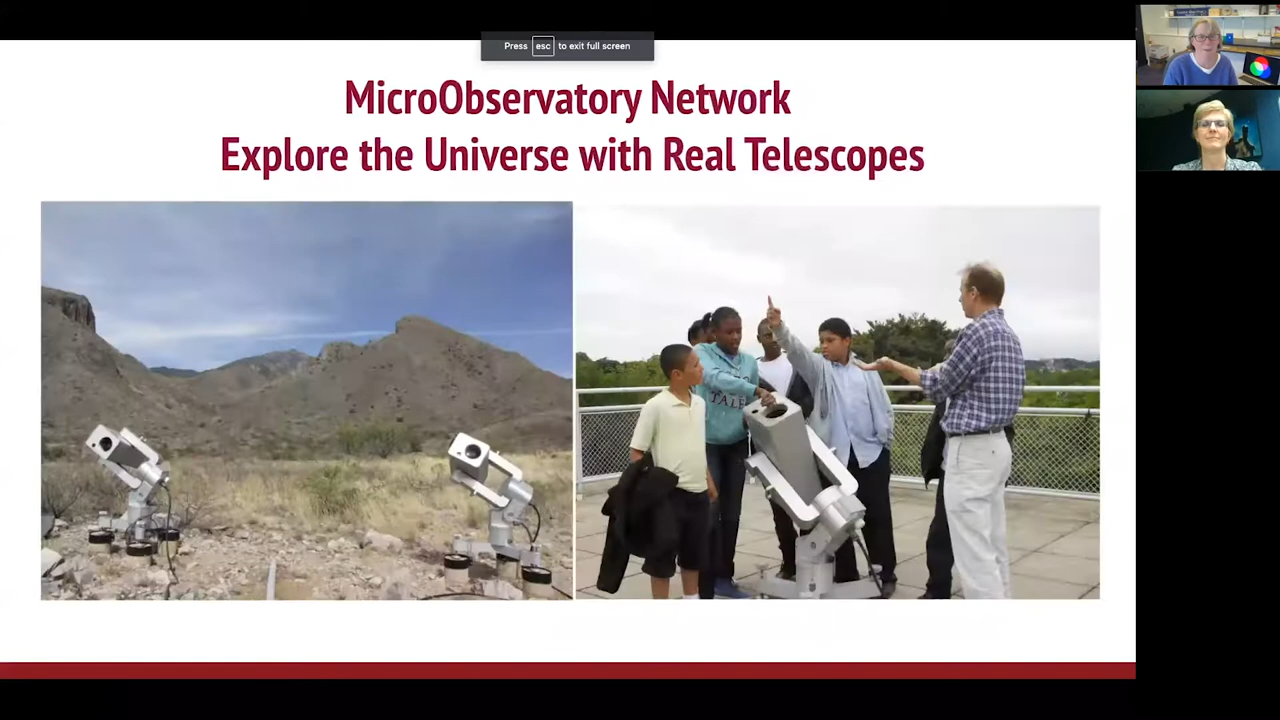 Press esc to exit full screen
MicroObservatory Network
Explore the Universe with Real Telescopes